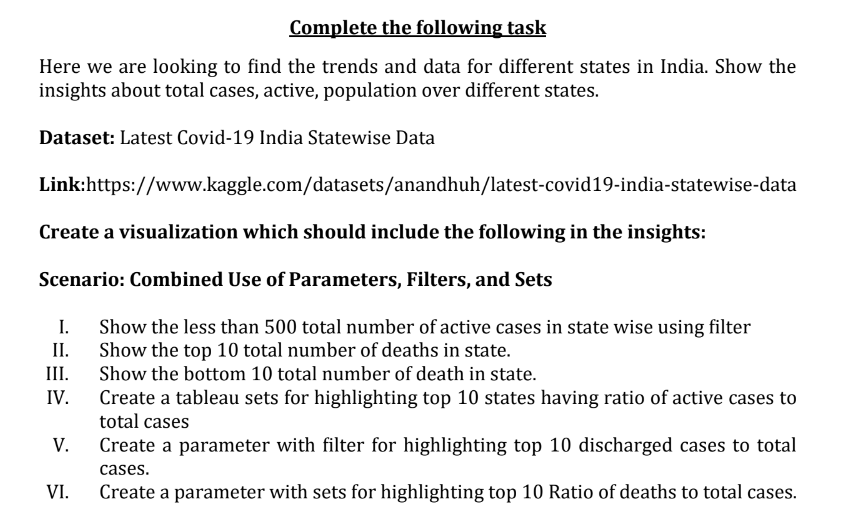 Complete the following task
Here we are looking to find the trends and data for different states in India. Show the
insights about total cases, active, population over different states.
Dataset: Latest Covid-19 India Statewise Data
Link:https://www.kaggle.com/datasets/anandhuh/latest-covid19-india-statewise-data
Create a visualization which should include the following in the insights:
Scenario: Combined Use of Parameters, Filters, and Sets
I. Show the less than 500 total number of active cases in state wise using filter
II. Show the top 10 total number of deaths in state.
III. Show the bottom 10 total number of death in state.
IV. Create a tableau sets for highlighting top 10 states having ratio of active cases to
total cases
V. Create a parameter with filter for highlighting top 10 discharged cases to total
cases.
VI. Create a parameter with sets for highlighting top 10 Ratio of deaths to total cases.